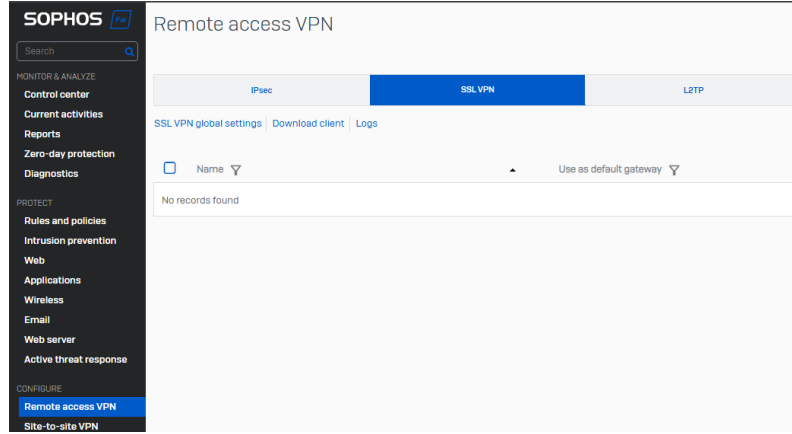 SOPHOS Fw
Remote access VPN
Search
MONITOR & ANALYZE
Control center
Current activities
Reports
Zero-day protection
Diagnostics
PROTECT
Rules and policies
Intrusion prevention
Web
Applications
Wireless
Email
Web server
Active threat response
CONFIGURE
Remote access VPN
Site-to-site VPN
IPsec SSL VPN L2TP
SSL VPN global settings Download client Logs
Name Use as default gateway
No records found